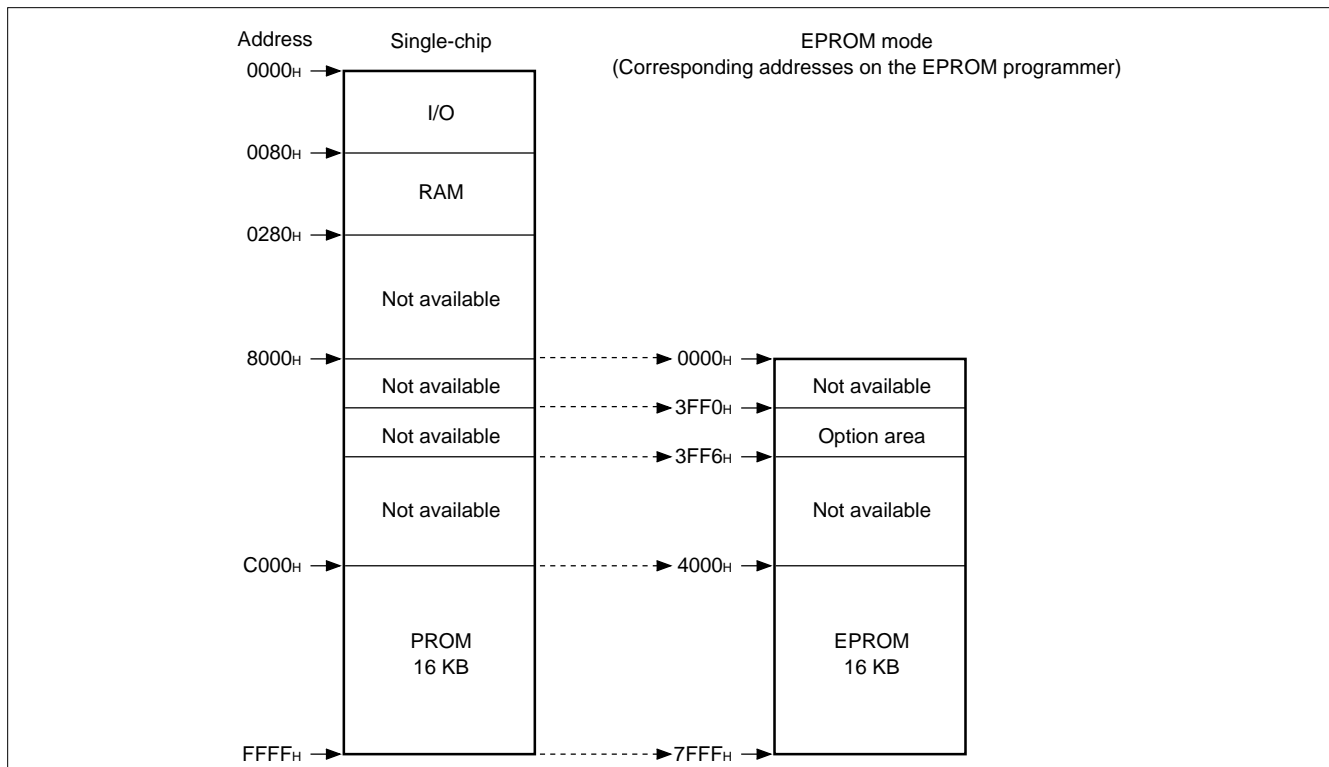 Address Single-chip EPROM mode
(Corresponding addresses on the EPROM programmer)
0000H
I/O
0080H
RAM
0280H
Not available
8000H 0000H
Not available Not available
3FF0H
Not available Option area
3FF6H
Not available Not available
C000H 4000H
PROM EPROM
16 KB 16 KB
FFFFH 7FFFH